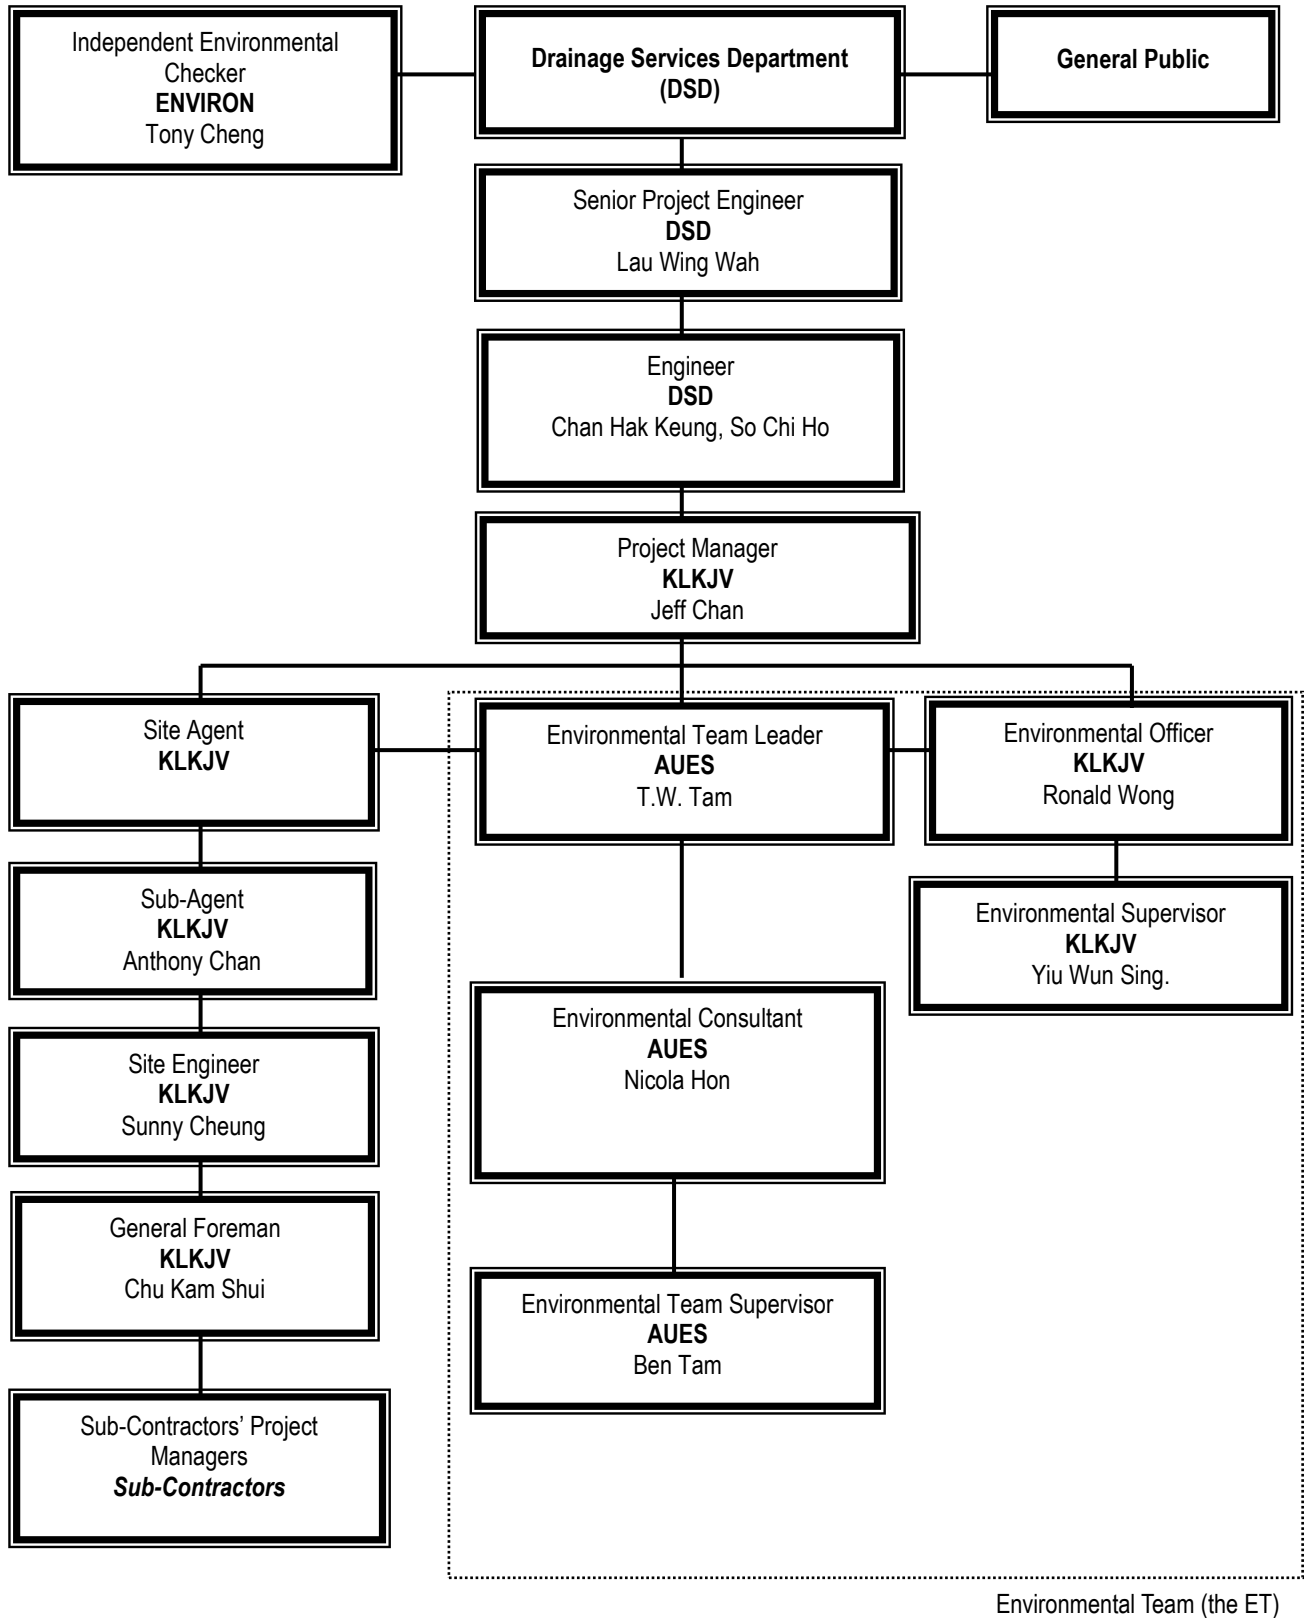 Independent Environmental
Checker
ENVIRON
Tony Cheng
Drainage Services Department
(DSD)
General Public
Senior Project Engineer
DSD
Lau Wing Wah
Engineer
DSD
Chan Hak Keung, So Chi Ho
Project Manager
KLKJV
Jeff Chan
Site Agent
KLKJV
Environmental Team Leader
AUES
T.W. Tam
Environmental Officer
KLKJV
Ronald Wong
Sub-Agent
KLKJV
Anthony Chan
Environmental Supervisor
KLKJV
Yiu Wun Sing.
Environmental Consultant
AUES
Nicola Hon
Site Engineer
KLKJV
Sunny Cheung
General Foreman
KLKJV
Chu Kam Shui
Environmental Team Supervisor
AUES
Ben Tam
Sub-Contractors’ Project
Managers
Sub-Contractors
Environmental Team (the ET)